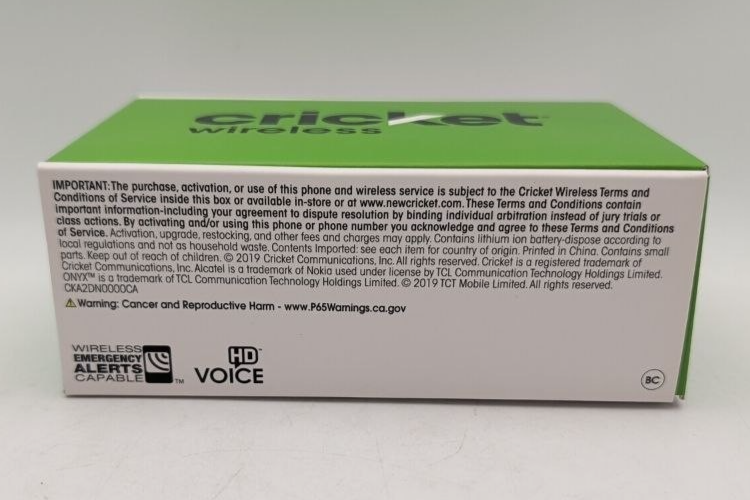 cricket
wireless
IMPORTANT: The purchase, activation, or use of this phone and wireless service is subject to the Cricket Wireless Terms and
Conditions of Service inside this box or available in-store or at www.newcricket.com. These Terms and Conditions contain
important information-including your agreement to dispute resolution by binding individual arbitration instead of jury trials or
class actions. By activating and/or using this phone or phone number you acknowledge and agree to these Terms and Conditions
of Service. Activation, upgrade, restocking, and other fees and charges may apply. Contains lithium ion battery-dispose according to
local regulations and not as household waste. Contents Imported: see each item for country of origin. Printed in China. Contains small
parts. Keep out of reach of children. © 2019 Cricket Communications, Inc. All rights reserved. Cricket is a registered trademark of
Cricket Communications, Inc. Alcatel is a trademark of Nokia used under license by TCL Communication Technology Holdings Limited.
ONYX™ is a trademark of TCL Communication Technology Holdings Limited. © 2019 TCT Mobile Limited. All rights reserved.
CKA2DN0000CA
⚠Warning: Cancer and Reproductive Harm - www.P65Warnings.ca.gov
WIRELESS
EMERGENCY
ALERTS
CAPABLE TM
HD
VOICE
BC